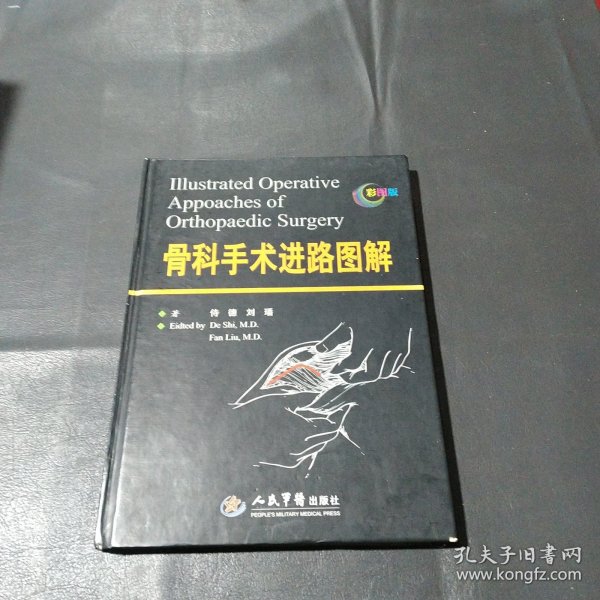 Illustrated Operative
Appoaches of
Orthopaedic Surgery
彩图版
骨科手术进路图解
著 侍德 刘璠
Eidted by De Shi, M.D.
Fan Liu, M.D.
人民军医出版社
PEOPLE'S MILITARY MEDICAL PRESS
孔夫子旧书网
www.kongfz.com